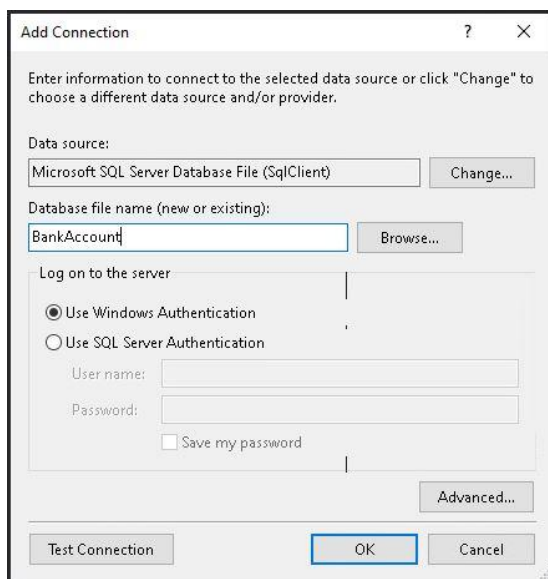 Add Connection ? ×
Enter information to connect to the selected data source or click "Change" to
choose a different data source and/or provider.
Data source:
Microsoft SQL Server Database File (SqlClient) Change...
Database file name (new or existing):
BankAccount Browse...
Log on to the server
Use Windows Authentication
Use SQL Server Authentication
User name:
Password:
Save my password
Advanced...
Test Connection OK Cancel